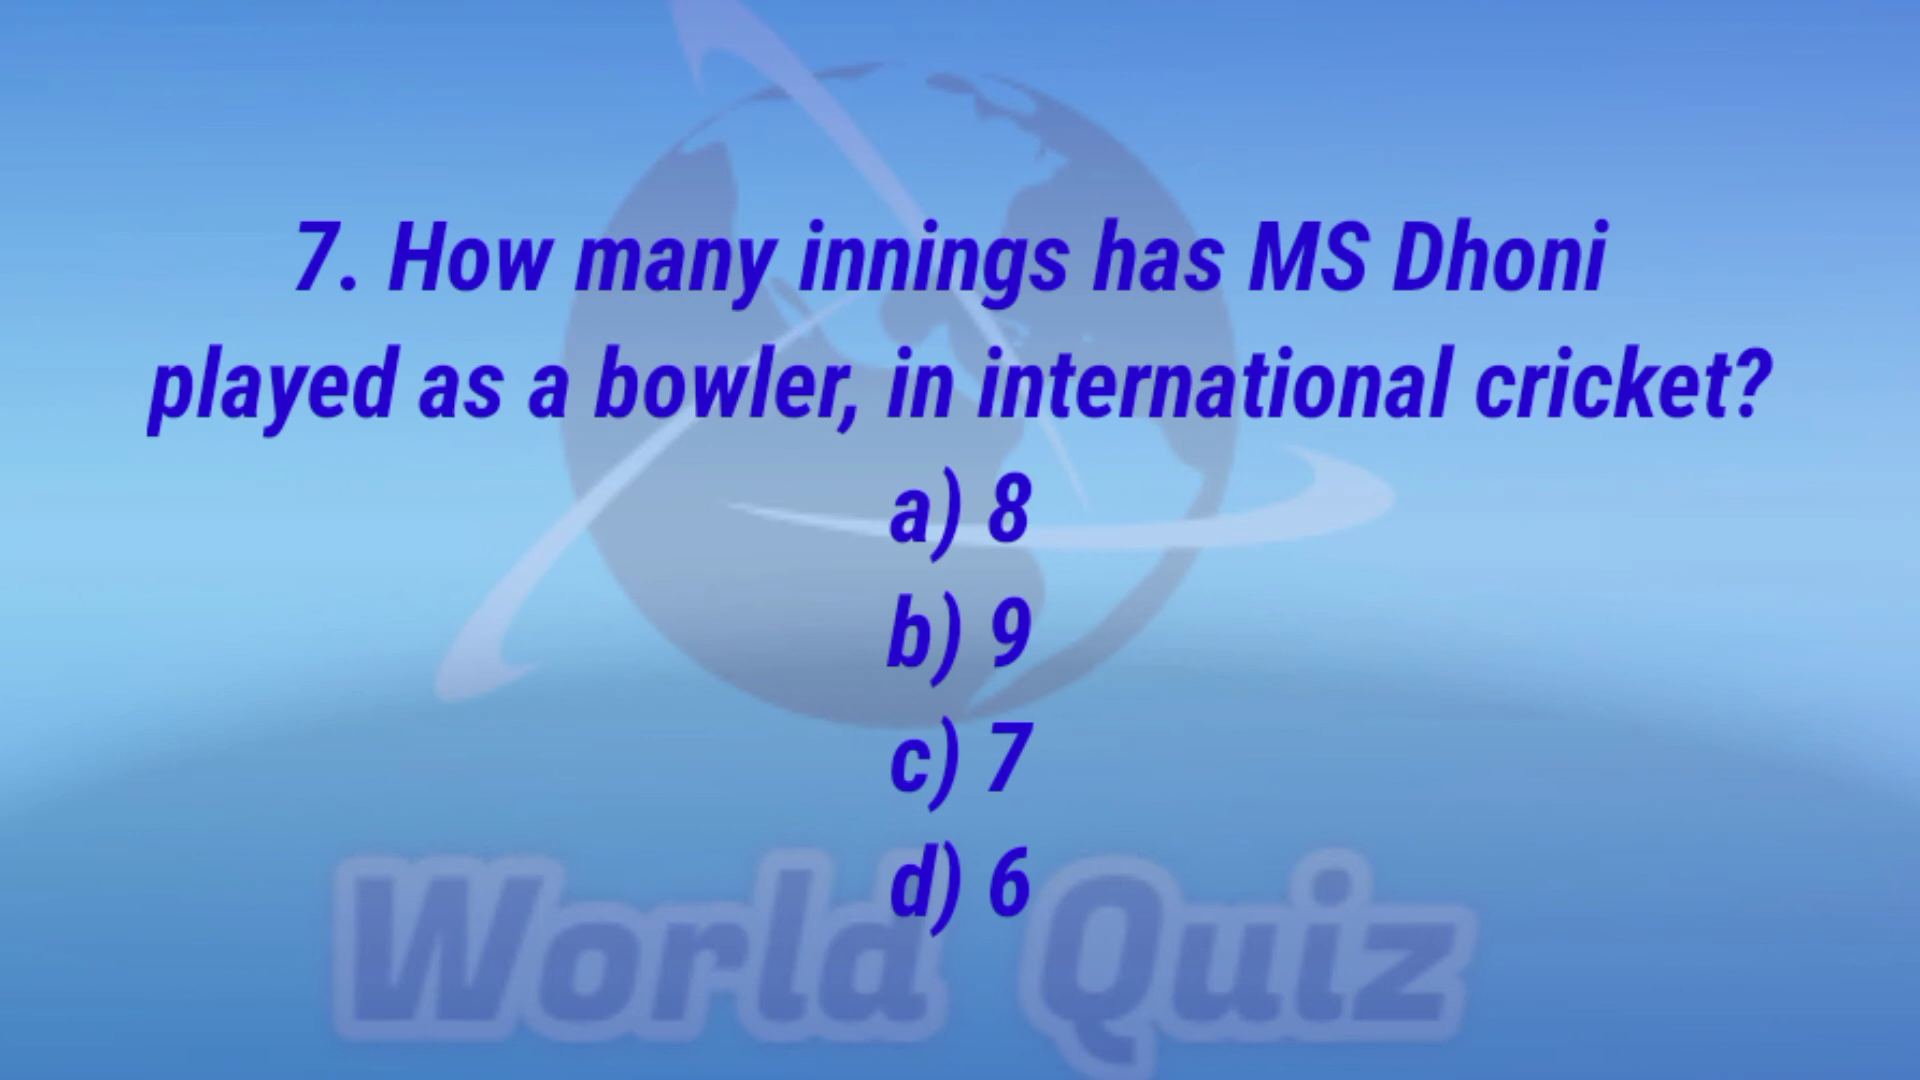 7. How many innings has MS Dhoni
played as a bowler, in international cricket?
a) 8
b) 9
c) 7
d) 6
World Quiz